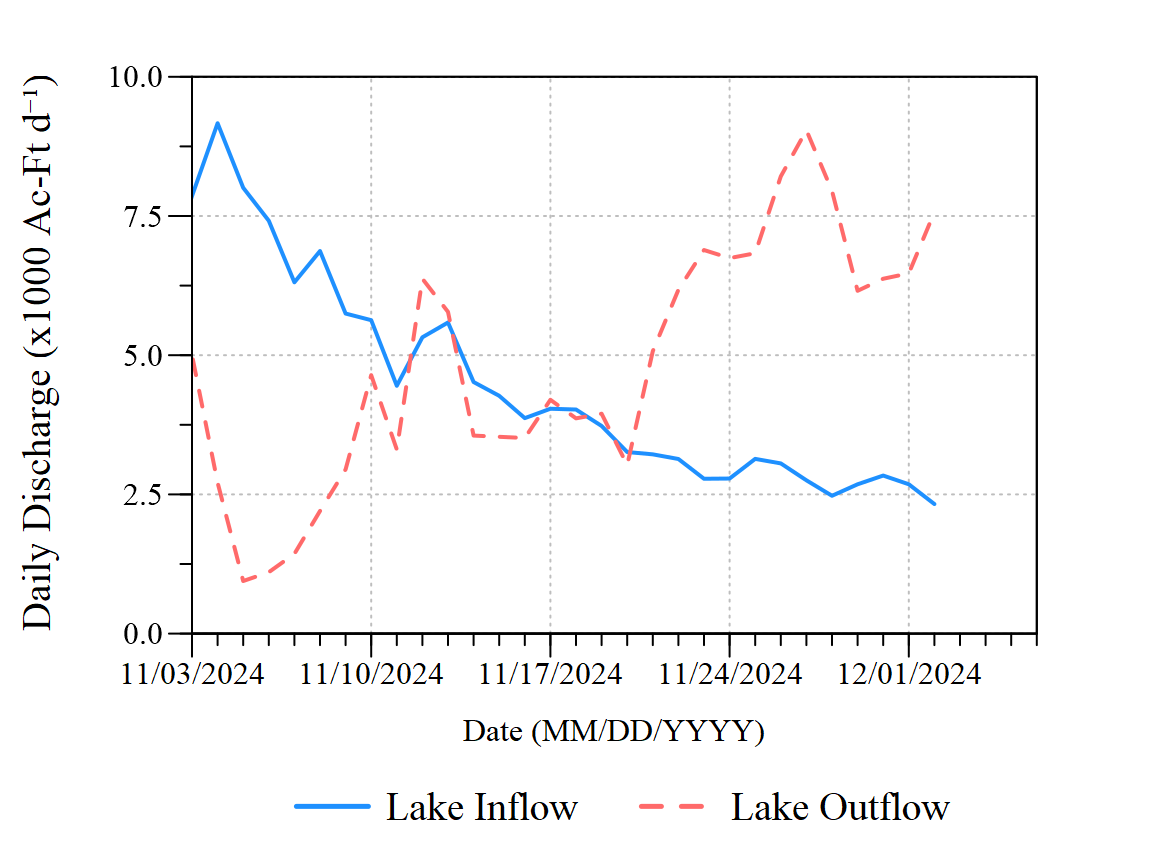 Daily Discharge (x1000 Ac-Ft d⁻¹)
10.0
7.5
5.0
2.5
0.0
11/03/2024 11/10/2024 11/17/2024 11/24/2024 12/01/2024
Date (MM/DD/YYYY)
Lake Inflow Lake Outflow